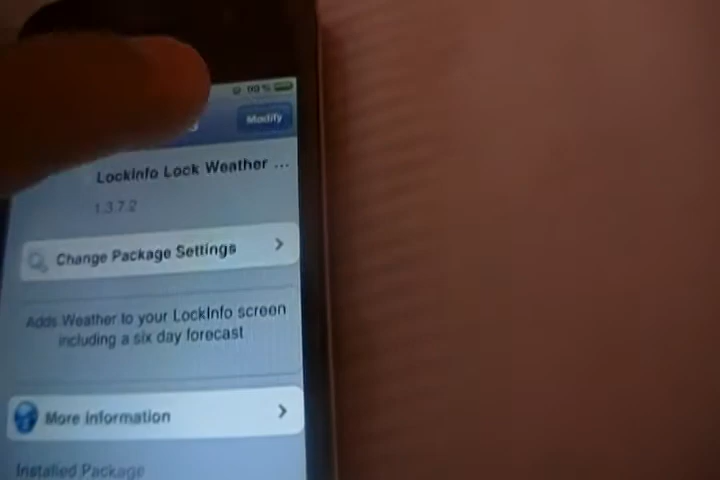 99%
Modify
LockInfo Lock Weather ...
1.3.7.2
Change Package Settings
Adds Weather to your LockInfo screen
including a six day forecast
More Information
Installed Package